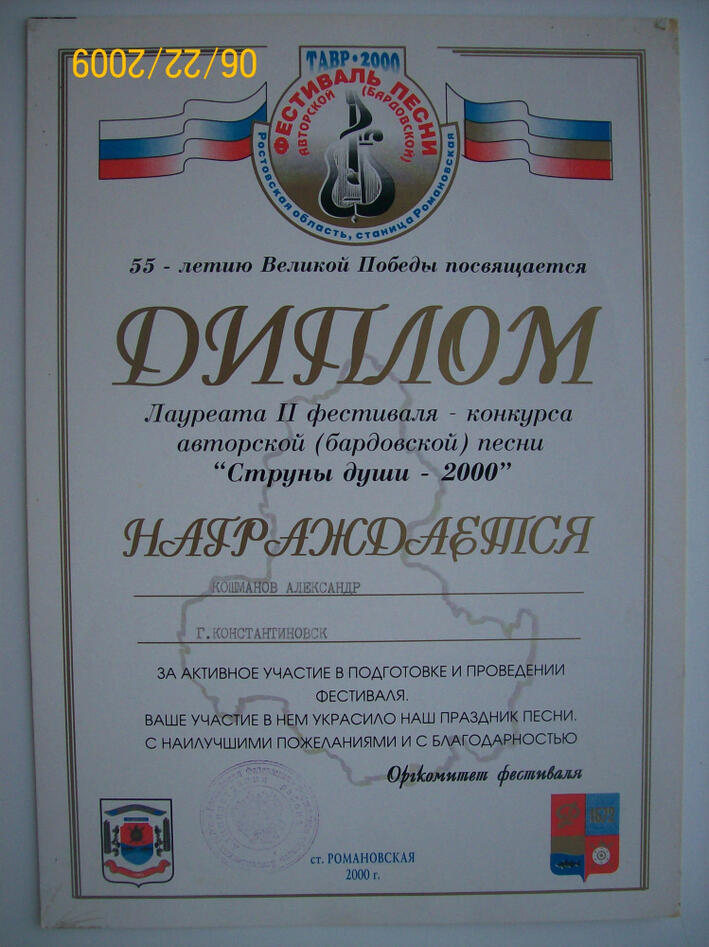 06/22/2009
ТАВР • 2000
ФЕСТИВАЛЬ ПЕСНИ
АВТОРСКОЙ (БАРДОВСКОЙ)
Ростовская область, станица Романовская
55 - летию Великой Победы посвящается
ДИПЛОМ
Лауреата II фестиваля - конкурса
авторской (бардовской) песни
“Струны души - 2000”
НАГРАЖДАЕТСЯ
КОШМАНОВ АЛЕКСАНДР
Г.КОНСТАНТИНОВСК
ЗА АКТИВНОЕ УЧАСТИЕ В ПОДГОТОВКЕ И ПРОВЕДЕНИИ
ФЕСТИВАЛЯ.
ВАШЕ УЧАСТИЕ В НЕМ УКРАСИЛО НАШ ПРАЗДНИК ПЕСНИ.
С НАИЛУЧШИМИ ПОЖЕЛАНИЯМИ И С БЛАГОДАРНОСТЬЮ
Оргкомитет фестиваля
ст. РОМАНОВСКАЯ
2000 г.